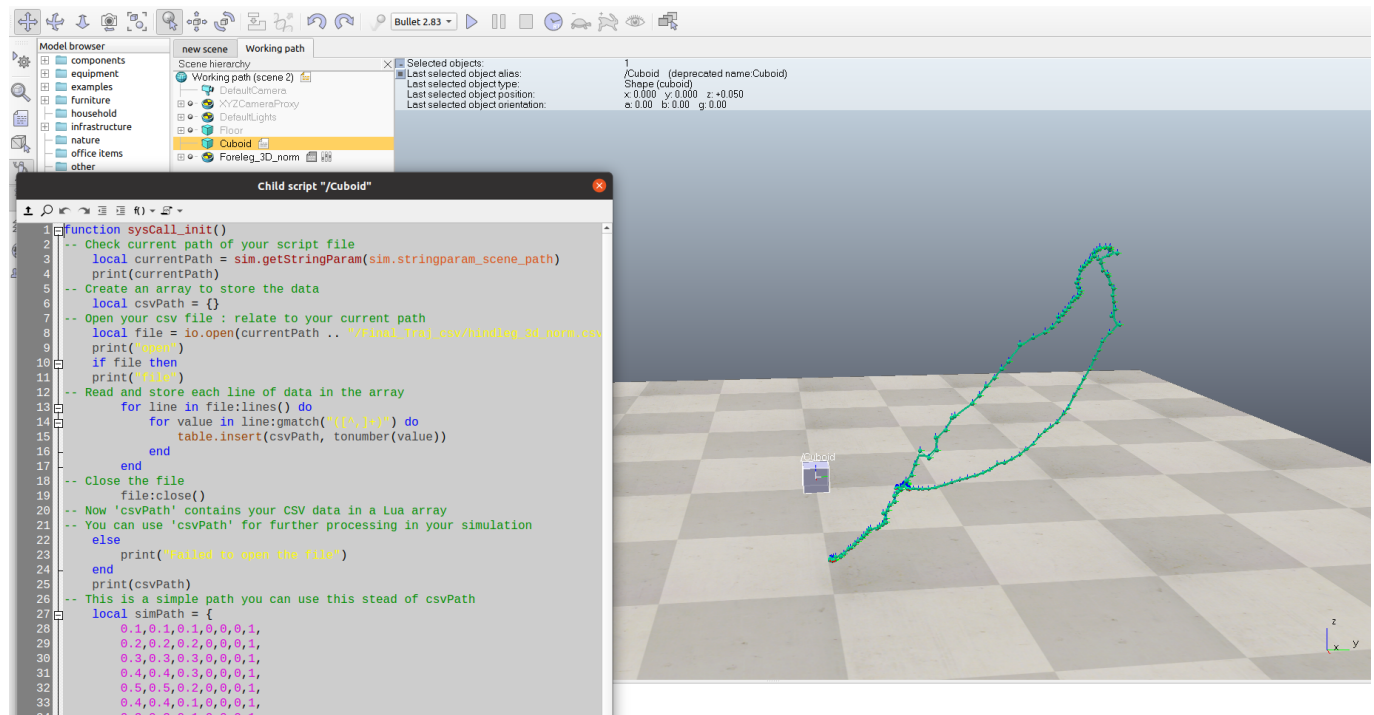 Bullet 2.83
Model browser
components
equipment
examples
furniture
household
infrastructure
nature
office items
other
new scene
Working path
Scene hierarchy
Working path (scene 2)
DefaultCamera
XYZCameraProxy
DefaultLights
Floor
Cuboid
Foreleg_3D_norm
Selected objects: 1
Last selected object alias: /Cuboid (deprecated name:Cuboid)
Last selected object type: Shape (cuboid)
Last selected object position: x: 0.000 y: 0.000 z: +0.050
Last selected object orientation: a: 0.00 b: 0.00 g: 0.00
Child script "/Cuboid"
f()
1 function sysCall_init()
2 -- Check current path of your script file
3 local currentPath = sim.getStringParam(sim.stringparam_scene_path)
4 print(currentPath)
5 -- Create an array to store the data
6 local csvPath = {}
7 -- Open your csv file : relate to your current path
8 local file = io.open(currentPath .. "/Final_Traj_csv/hindleg_3d_norm.csv
9 print("open")
10 if file then
11 print("file")
12 -- Read and store each line of data in the array
13 for line in file:lines() do
14 for value in line:gmatch("([^,]+)") do
15 table.insert(csvPath, tonumber(value))
16 end
17 end
18 -- Close the file
19 file:close()
20 -- Now 'csvPath' contains your CSV data in a Lua array
21 -- You can use 'csvPath' for further processing in your simulation
22 else
23 print("Failed to open the file")
24 end
25 print(csvPath)
26 -- This is a simple path you can use this stead of csvPath
27 local simPath = {
28 0.1,0.1,0.1,0,0,0,1,
29 0.2,0.2,0.2,0,0,0,1,
30 0.3,0.3,0.3,0,0,0,1,
31 0.4,0.4,0.3,0,0,0,1,
32 0.5,0.5,0.2,0,0,0,1,
33 0.4,0.4,0.1,0,0,0,1,
/Cuboid
z
x
y